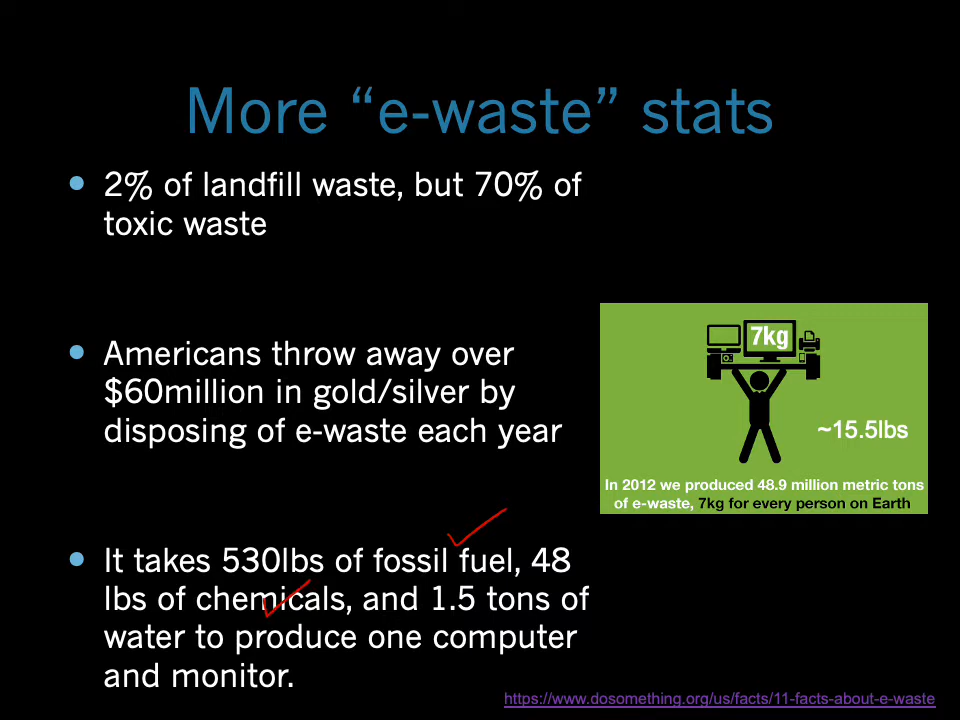 More “e-waste” stats
• 2% of landfill waste, but 70% of
toxic waste
• Americans throw away over
$60million in gold/silver by
disposing of e-waste each year
• It takes 530lbs of fossil fuel, 48
lbs of chemicals, and 1.5 tons of
water to produce one computer
and monitor.
7kg
~15.5lbs
In 2012 we produced 48.9 million metric tons
of e-waste, 7kg for every person on Earth
https://www.dosomething.org/us/facts/11-facts-about-e-waste